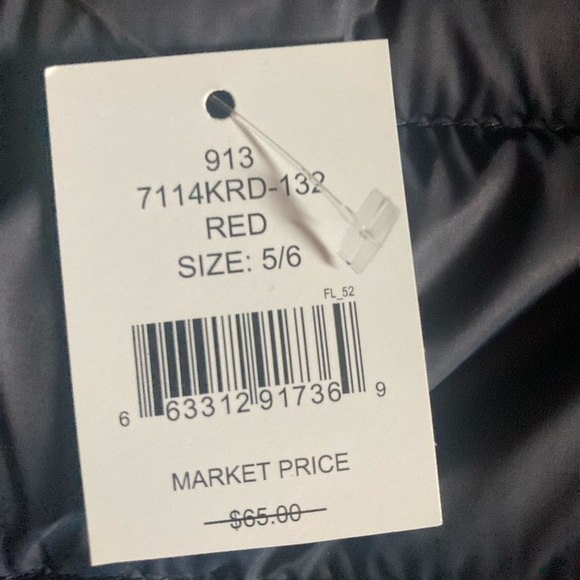 913
7114KRD-132
RED
SIZE: 5/6
FL_52
6 63312 91736 9
MARKET PRICE
$65.00